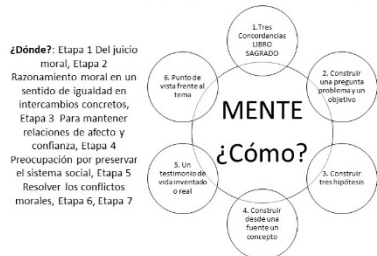 ¿Dónde?: Etapa 1 Del juicio
moral, Etapa 2
Razonamiento moral en un
sentido de igualdad en
intercambios concretos,
Etapa 3 Para mantener
relaciones de afecto y
confianza, Etapa 4
Preocupación por preservar
el sistema social, Etapa 5
Resolver los conflictos
morales, Etapa 6, Etapa 7
MENTE
¿Cómo?
1.Tres
Concordancias
LIBRO
SAGRADO
2. Construir
una pregunta
problema y un
objetivo
3. Construir
tres hipótesis
4. Construir
desde una
fuente un
concepto
5. Un
testimonio de
vida inventado
o real
6. Punto de
vista frente al
tema